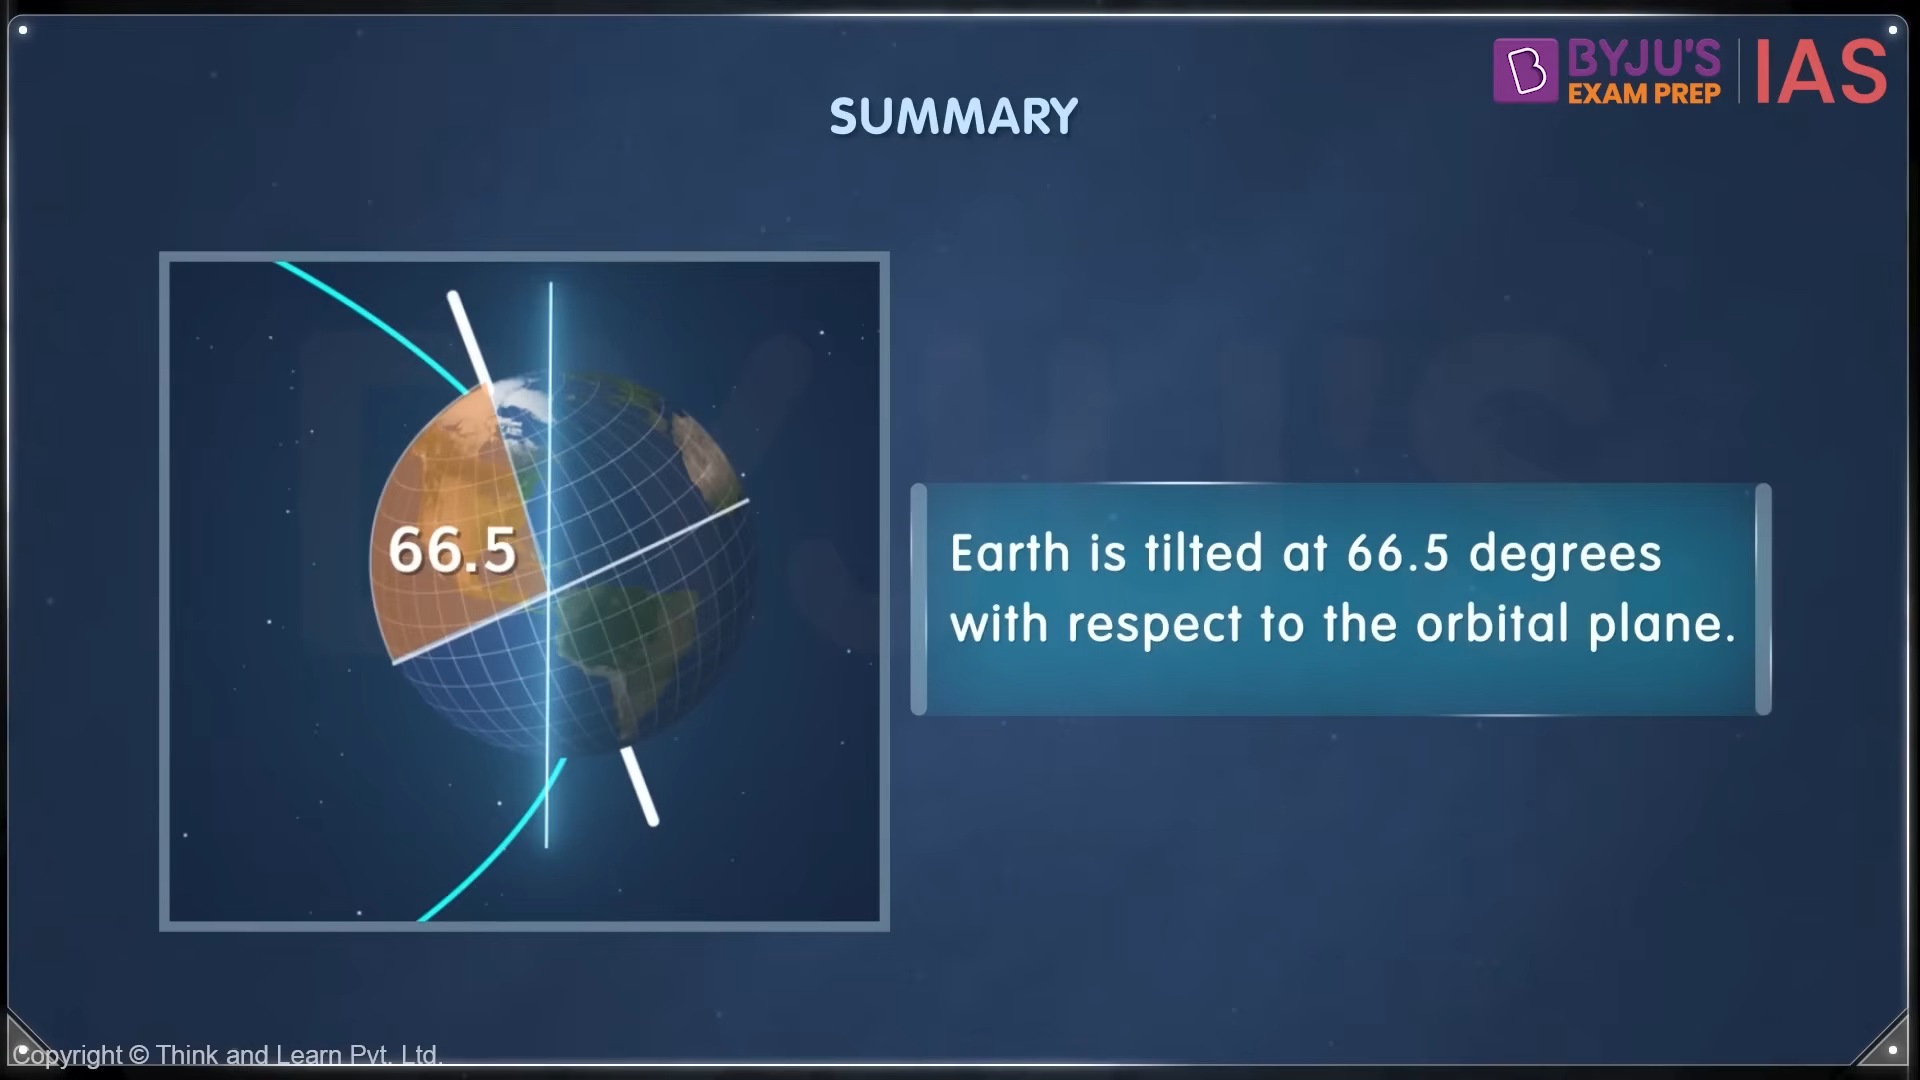 BYJU'S
EXAM PREP
IAS
SUMMARY
66.5
Earth is tilted at 66.5 degrees
with respect to the orbital plane.
Copyright © Think and Learn Pvt. Ltd.